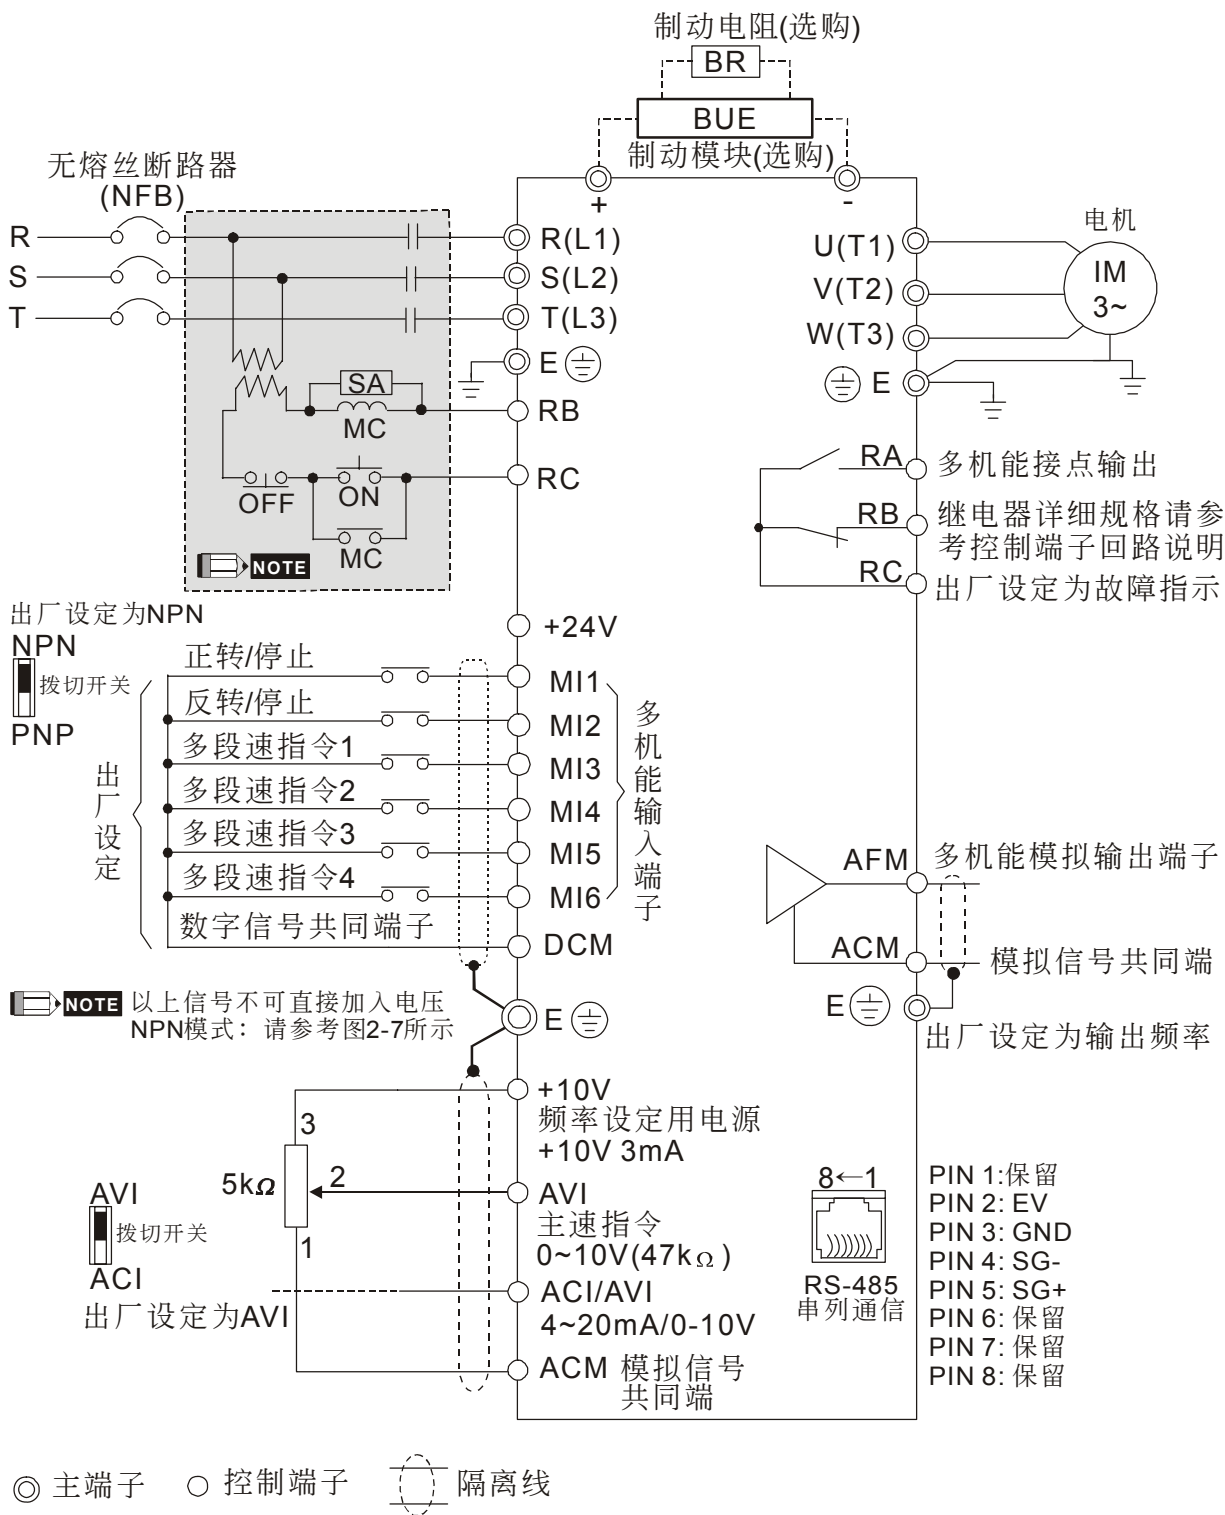 制动电阻(选购)
BR
BUE
制动模块(选购)
+
-
无熔丝断路器
(NFB)
R
S
T
R(L1)
S(L2)
T(L3)
E
SA
MC
RB
OFF
ON
RC
MC
NOTE
U(T1)
V(T2)
W(T3)
E
电机
IM
3~
RA
多机能接点输出
RB
继电器详细规格请参
考控制端子回路说明
RC
出厂设定为故障指示
出厂设定为NPN
NPN
拨切开关
PNP
出厂设定
+24V
正转/停止
MI1
反转/停止
MI2
多段速指令1
MI3
多段速指令2
MI4
多段速指令3
MI5
多段速指令4
MI6
数字信号共同端子
DCM
多机能输入端子
AFM
多机能模拟输出端子
ACM
模拟信号共同端
E
出厂设定为输出频率
NOTE 以上信号不可直接加入电压
NPN模式：请参考图2-7所示
E
+10V
频率设定用电源
+10V 3mA
3
5kΩ
2
1
AVI
拨切开关
ACI
出厂设定为AVI
AVI
主速指令
0~10V(47kΩ)
ACI/AVI
4~20mA/0-10V
ACM 模拟信号
共同端
8←1
RS-485
串列通信
PIN 1:保留
PIN 2: EV
PIN 3: GND
PIN 4: SG-
PIN 5: SG+
PIN 6: 保留
PIN 7: 保留
PIN 8: 保留
主端子
控制端子
隔离线